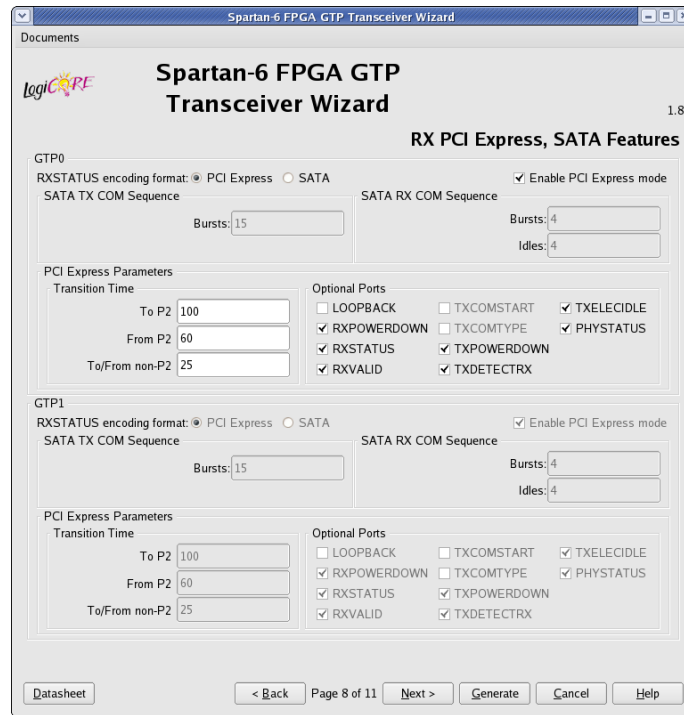 Spartan-6 FPGA GTP Transceiver Wizard
Documents
logiCORE
Spartan-6 FPGA GTP
Transceiver Wizard
1.8
RX PCI Express, SATA Features
GTP0
RXSTATUS encoding format: PCI Express SATA Enable PCI Express mode
SATA TX COM Sequence SATA RX COM Sequence
Bursts: 15 Bursts: 4
Idles: 4
PCI Express Parameters
Transition Time Optional Ports
To P2 100 LOOPBACK TXCOMSTART TXELECIDLE
From P2 60 RXPOWERDOWN TXCOMTYPE PHYSTATUS
To/From non-P2 25 RXSTATUS TXPOWERDOWN
RXVALID TXDETECTRX
GTP1
RXSTATUS encoding format: PCI Express SATA Enable PCI Express mode
SATA TX COM Sequence SATA RX COM Sequence
Bursts: 15 Bursts: 4
Idles: 4
PCI Express Parameters
Transition Time Optional Ports
To P2 100 LOOPBACK TXCOMSTART TXELECIDLE
From P2 60 RXPOWERDOWN TXCOMTYPE PHYSTATUS
To/From non-P2 25 RXSTATUS TXPOWERDOWN
RXVALID TXDETECTRX
Datasheet < Back Page 8 of 11 Next > Generate Cancel Help